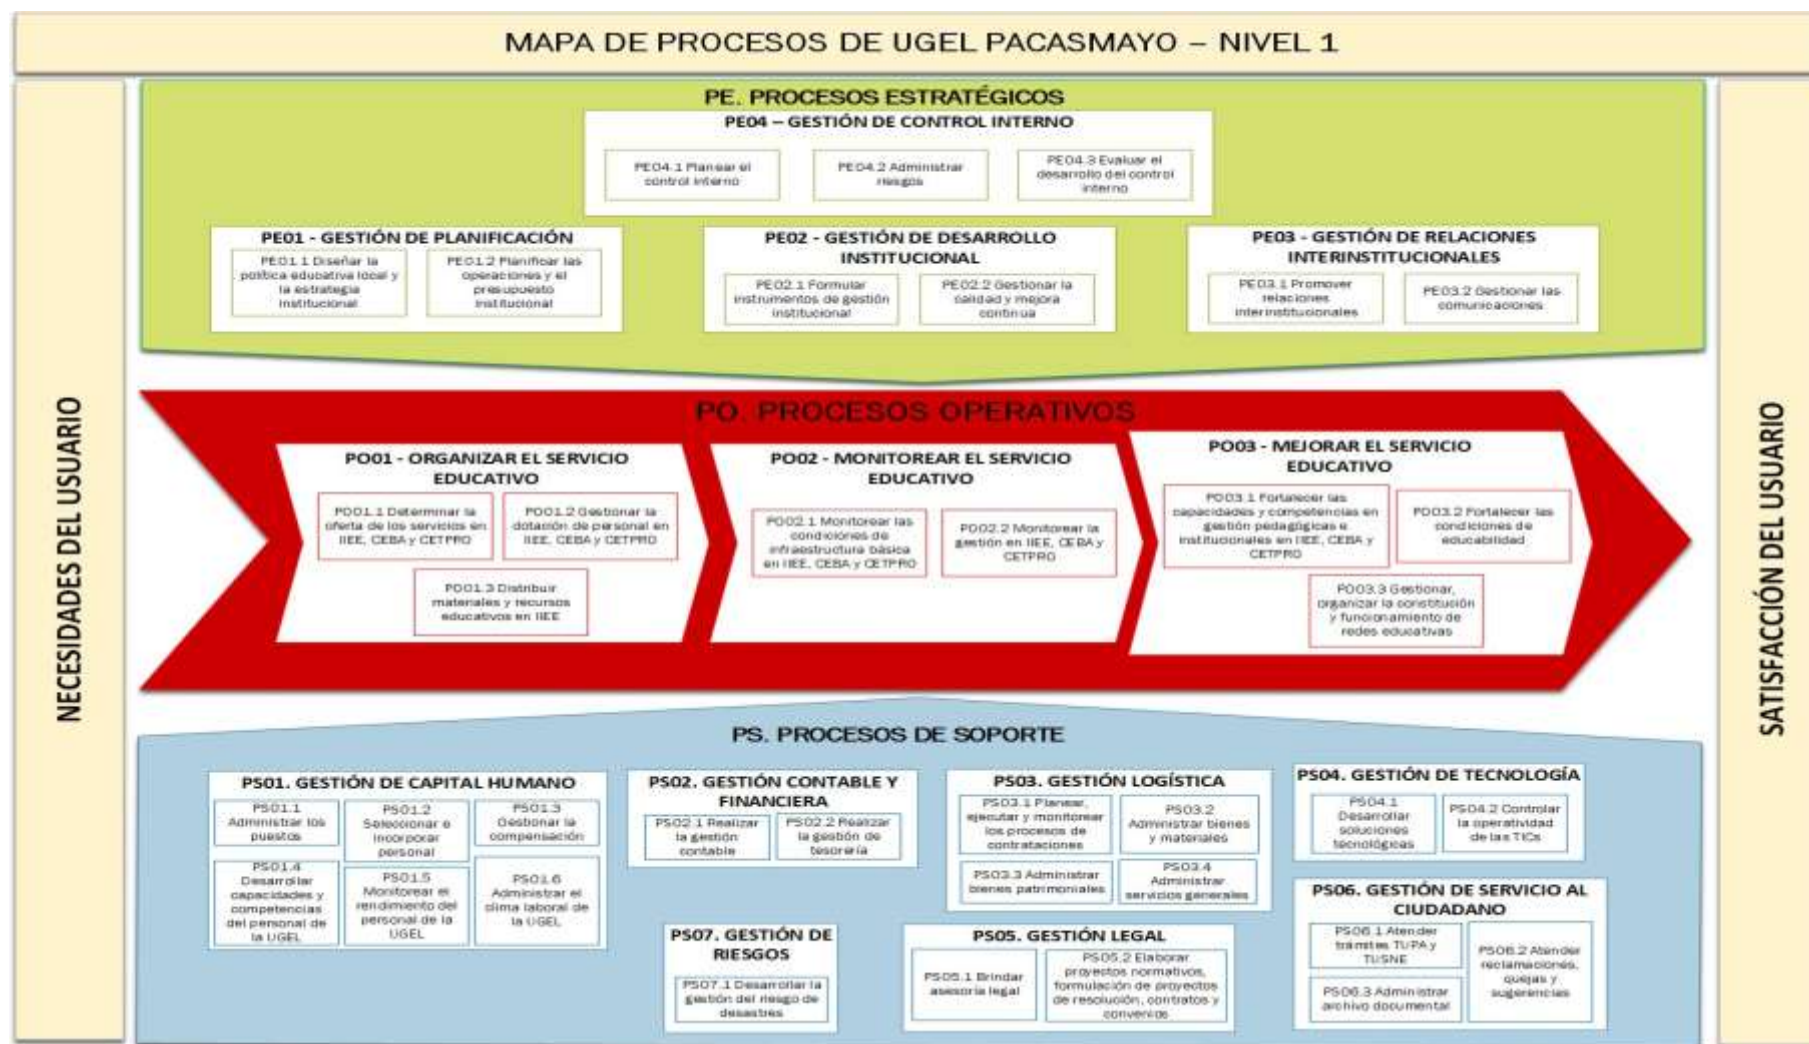 MAPA DE PROCESOS DE UGEL PACASMAYO – NIVEL 1
NECESIDADES DEL USUARIO
PE. PROCESOS ESTRATÉGICOS
PE04 – GESTIÓN DE CONTROL INTERNO
PE04.1 Planear el
control interno
PE04.2 Administrar
riesgos
PE04.3 Evaluar el
desarrollo del control
interno
PE01 - GESTIÓN DE PLANIFICACIÓN
PE01.1 Diseñar la
política educativa local y
la estrategia
institucional
PE01.2 Planificar las
operaciones y el
presupuesto
institucional
PE02 - GESTIÓN DE DESARROLLO
INSTITUCIONAL
PE02.1 Formular
instrumentos de gestión
institucional
PE02.2 Gestionar la
calidad y mejora
continua
PE03 - GESTIÓN DE RELACIONES
INTERINSTITUCIONALES
PE03.1 Promover
relaciones
interinstitucionales
PE03.2 Gestionar las
comunicaciones
PO. PROCESOS OPERATIVOS
PO01 - ORGANIZAR EL SERVICIO
EDUCATIVO
PO01.1 Determinar la
oferta de los servicios en
IIEE, CEBA y CETPRO
PO01.2 Gestionar la
dotación de personal en
IIEE, CEBA y CETPRO
PO01.3 Distribuir
materiales y recursos
educativos en IIEE
PO02 - MONITOREAR EL SERVICIO
EDUCATIVO
PO02.1 Monitorear las
condiciones de
infraestructura básica
en IIEE, CEBA y CETPRO
PO02.2 Monitorear la
gestión en IIEE, CEBA y
CETPRO
PO03 - MEJORAR EL SERVICIO
EDUCATIVO
PO03.1 Fortalecer las
capacidades y competencias en
gestión pedagógicas e
institucionales en IIEE, CEBA y
CETPRO
PO03.2 Fortalecer las
condiciones de
educabilidad
PO03.3 Gestionar,
organizar la constitución
y funcionamiento de
redes educativas
PS. PROCESOS DE SOPORTE
PS01. GESTIÓN DE CAPITAL HUMANO
PS01.1
Administrar los
puestos
PS01.2
Seleccionar e
incorporar
personal
PS01.3
Gestionar la
compensación
PS01.4
Desarrollar
capacidades y
competencias
del personal de
la UGEL
PS01.5
Monitorear el
rendimiento del
personal de la
UGEL
PS01.6
Administrar el
clima laboral de
la UGEL
PS02. GESTIÓN CONTABLE Y
FINANCIERA
PS02.1 Realizar
la gestión
contable
PS02.2 Realizar
la gestión de
tesorería
PS03. GESTIÓN LOGÍSTICA
PS03.1 Planear,
ejecutar y monitorear
los procesos de
contrataciones
PS03.2
Administrar bienes
y materiales
PS03.3 Administrar
bienes patrimoniales
PS03.4
Administrar
servicios generales
PS04. GESTIÓN DE TECNOLOGÍA
PS04.1
Desarrollar
soluciones
tecnológicas
PS04.2 Controlar
la operatividad
de las TICs
PS07. GESTIÓN DE
RIESGOS
PS07.1 Desarrollar la
gestión del riesgo de
desastres
PS05. GESTIÓN LEGAL
PS05.1 Brindar
asesoría legal
PS05.2 Elaborar
proyectos normativos,
formulación de proyectos
de resolución, contratos y
convenios
PS06. GESTIÓN DE SERVICIO AL
CIUDADANO
PS06.1 Atender
trámites TUPA y
TUSNE
PS06.2 Atender
reclamaciones,
quejas y
sugerencias
PS06.3 Administrar
archivo documental
SATISFACCIÓN DEL USUARIO